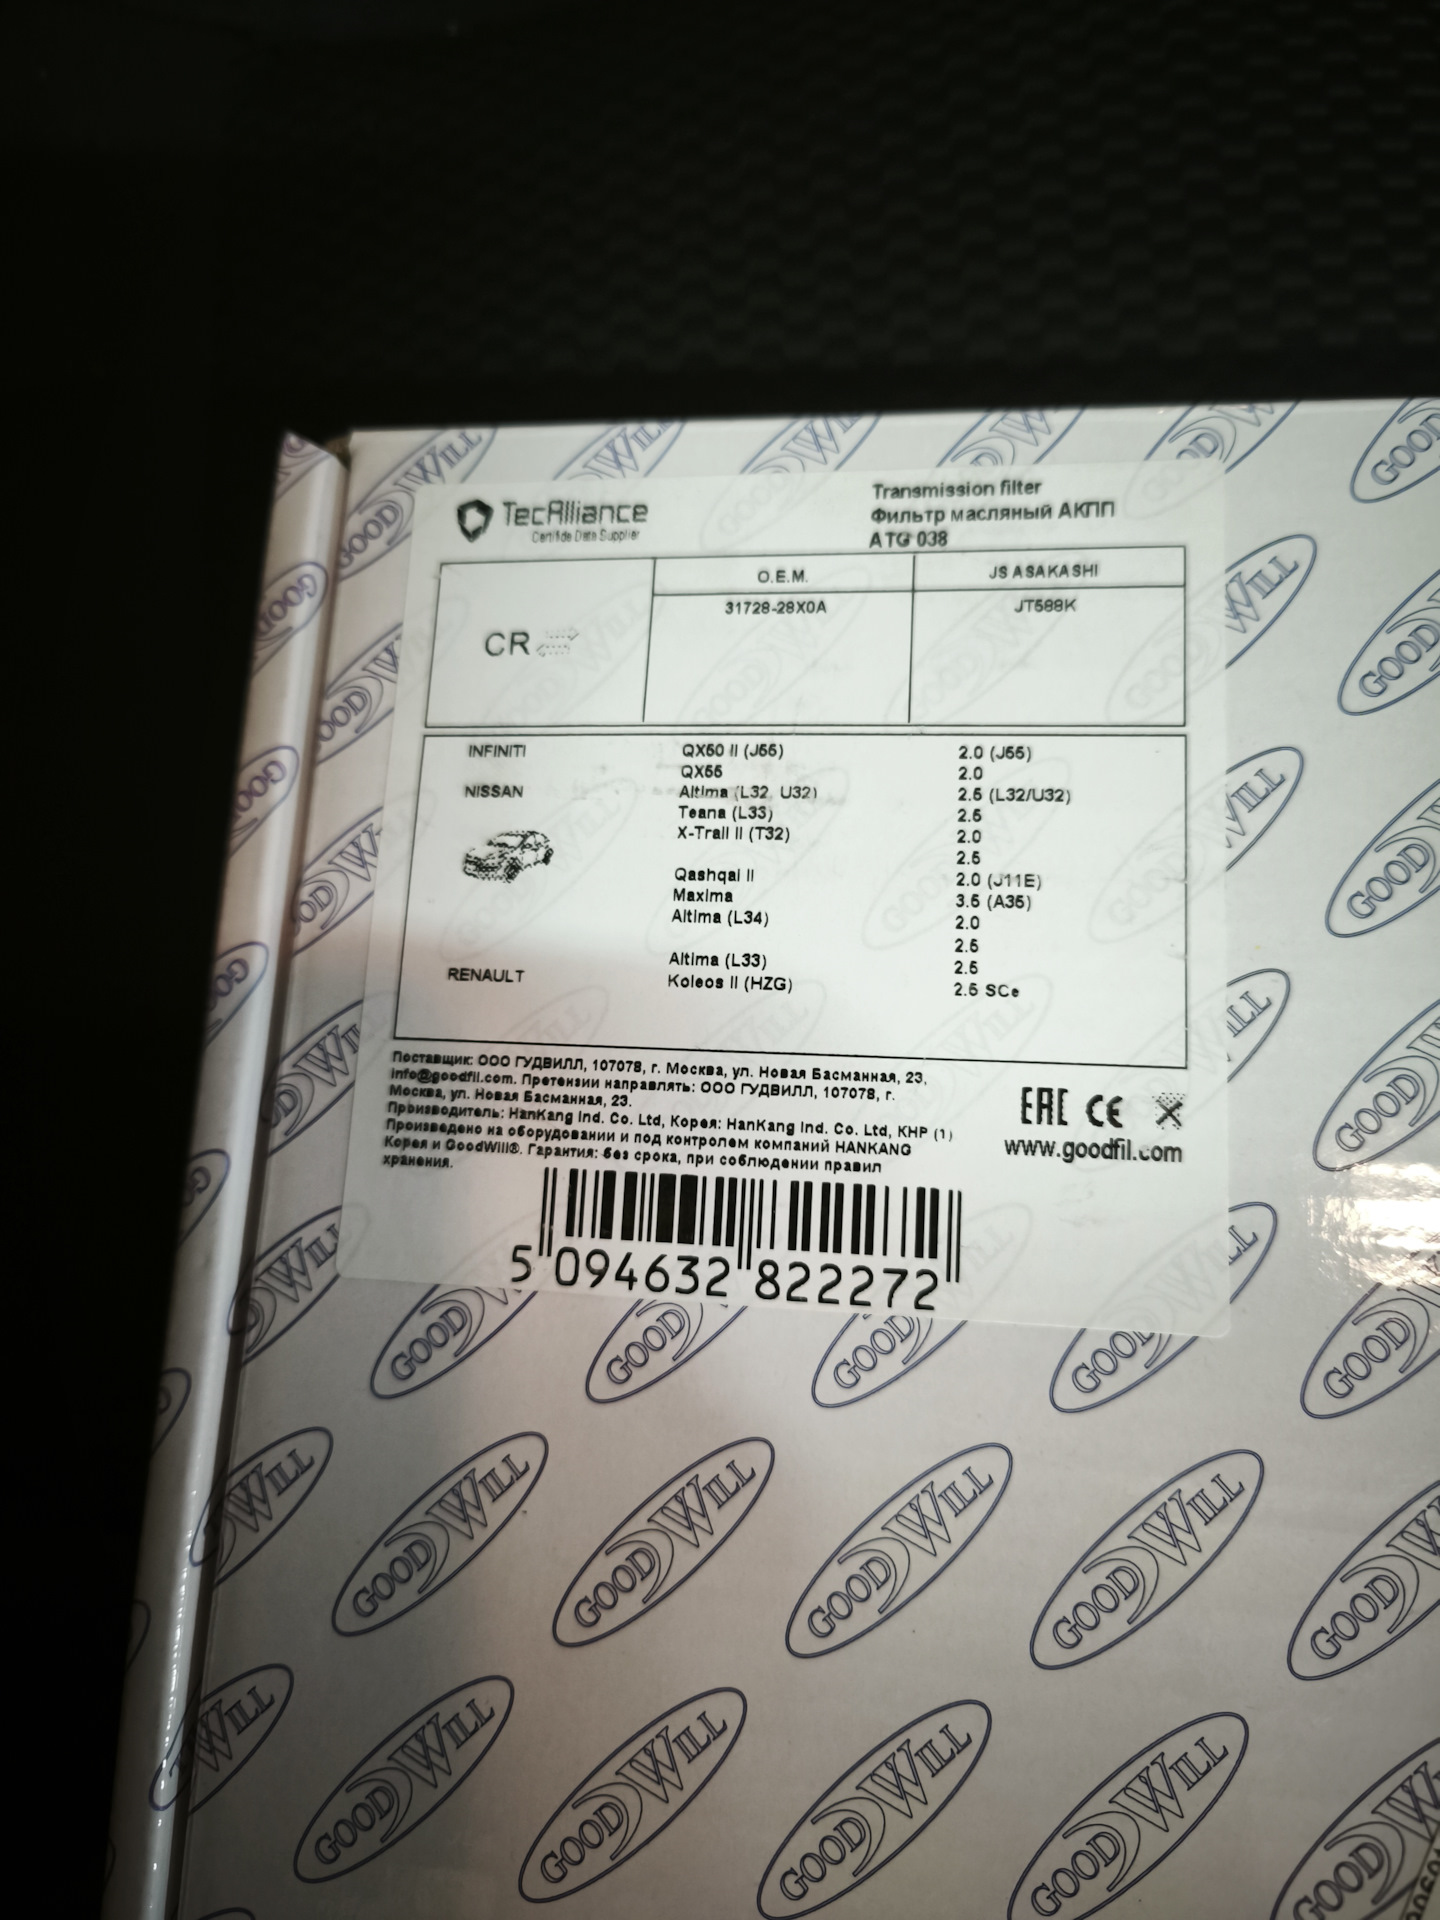 TecAlliance
Certifide Data Supplier
Transmission filter
Фильтр масляный АКПП
ATG 038
O.E.M. JS ASAKASHI
CR 31728-28X0A JT588K
INFINITI QX50 II (J55) 2.0 (J55)
QX55 2.0
NISSAN Altima (L32, U32) 2.5 (L32/U32)
Teana (L33) 2.5
X-Trail II (T32) 2.0
2.5
Qashqai II 2.0 (J11E)
Maxima 3.5 (A35)
Altima (L34) 2.0
2.5
Altima (L33) 2.5
RENAULT Koleos II (HZG) 2.5 SCe
Поставщик: ООО ГУДВИЛЛ, 107078, г. Москва, ул. Новая Басманная, 23,
info@goodfil.com. Претензии направлять: ООО ГУДВИЛЛ, 107078, г.
Москва, ул. Новая Басманная, 23.
Производитель: HanKang Ind. Co. Ltd, Корея: HanKang Ind. Co. Ltd, КНР (1)
Произведено на оборудовании и под контролем компаний HANKANG
Корея и GoodWill®. Гарантия: без срока, при соблюдении правил
хранения.
EAC CE
www.goodfil.com
5 094632 822272
GOODWILL